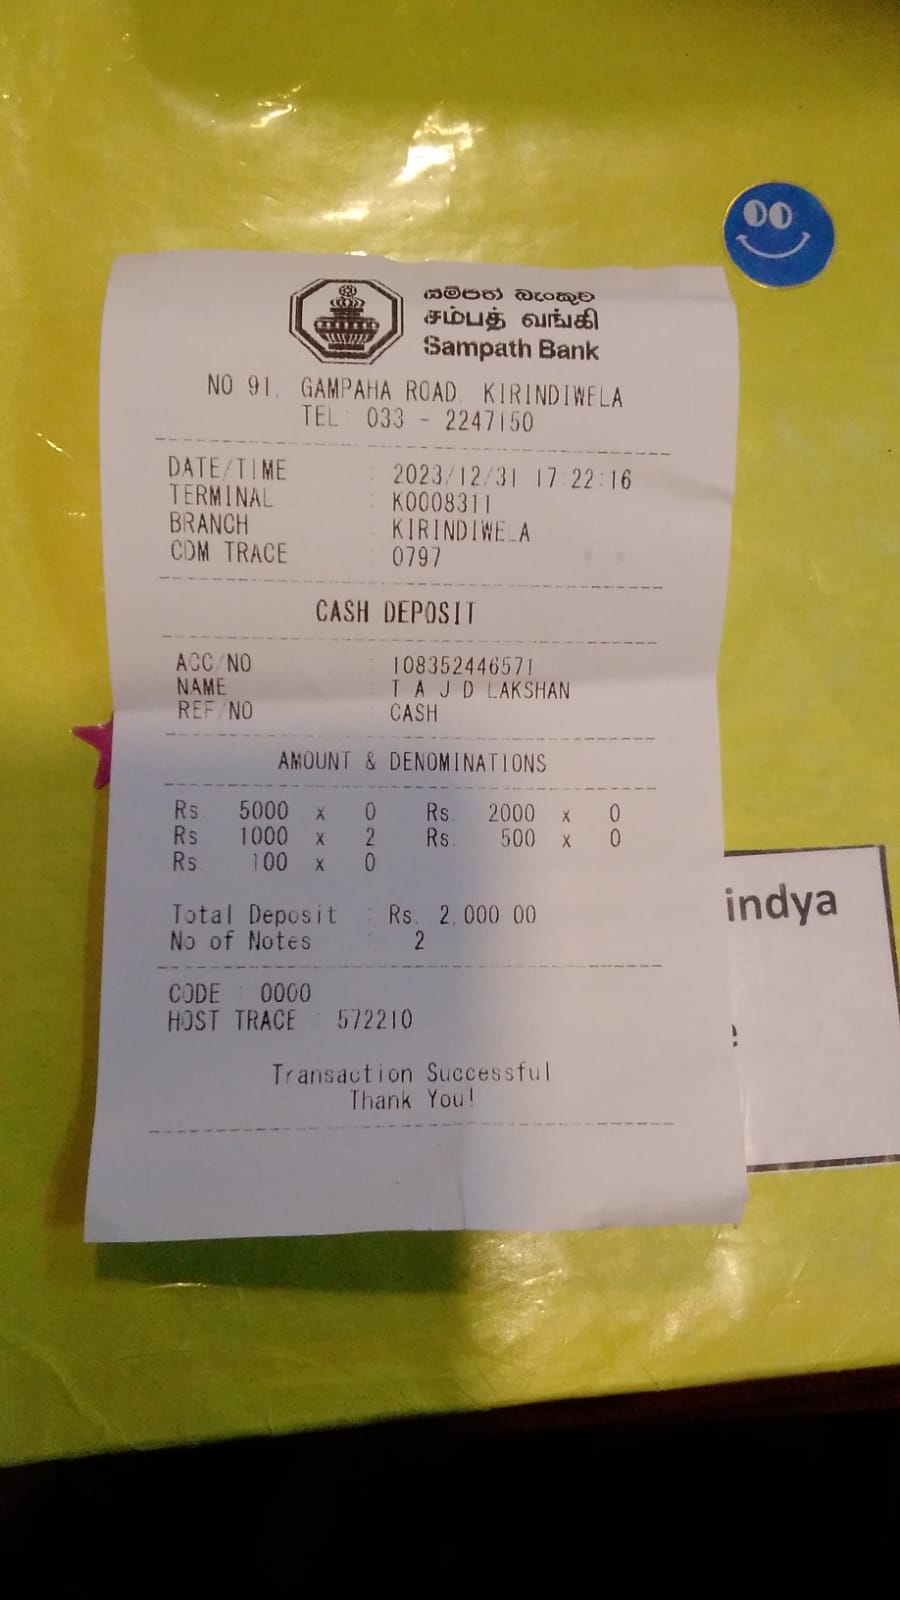 සම්පත් බැංකුව
சம்பத் வங்கி
Sampath Bank
NO 91, GAMPAHA ROAD, KIRINDIWELA
TEL: 033 - 2247150
DATE/TIME : 2023/12/31 17:22:16
TERMINAL : K0008311
BRANCH : KIRINDIWELA
CDM TRACE : 0797
CASH DEPOSIT
ACC/NO : 108352446571
NAME : T A J D LAKSHAN
REF/NO : CASH
AMOUNT & DENOMINATIONS
Rs. 5000 x 0 Rs. 2000 x 0
Rs. 1000 x 2 Rs. 500 x 0
Rs. 100 x 0
Total Deposit : Rs. 2,000.00
No of Notes : 2
CODE : 0000
HOST TRACE : 572210
Transaction Successful
Thank You!
indya